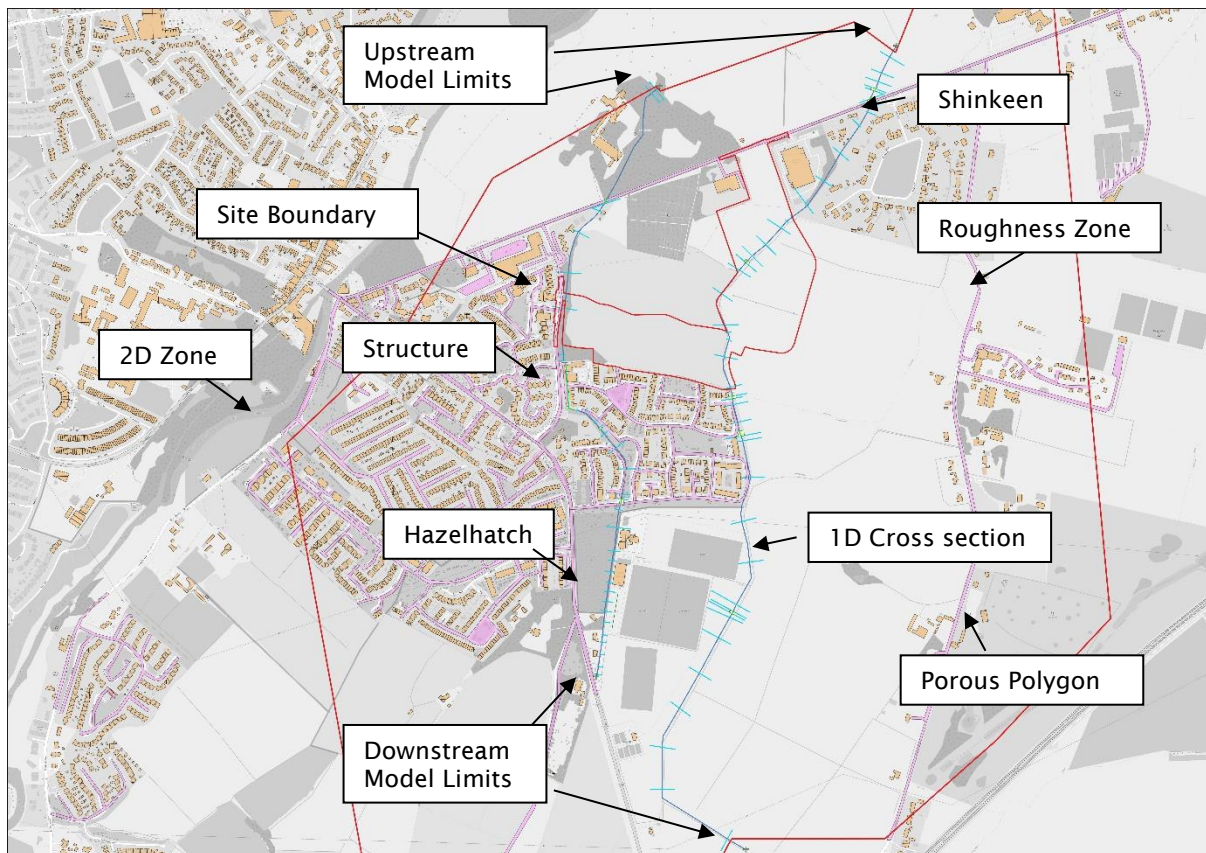 Upstream
Model Limits
Shinkeen
Site Boundary
Roughness Zone
2D Zone
Structure
Hazelhatch
1D Cross section
Porous Polygon
Downstream
Model Limits